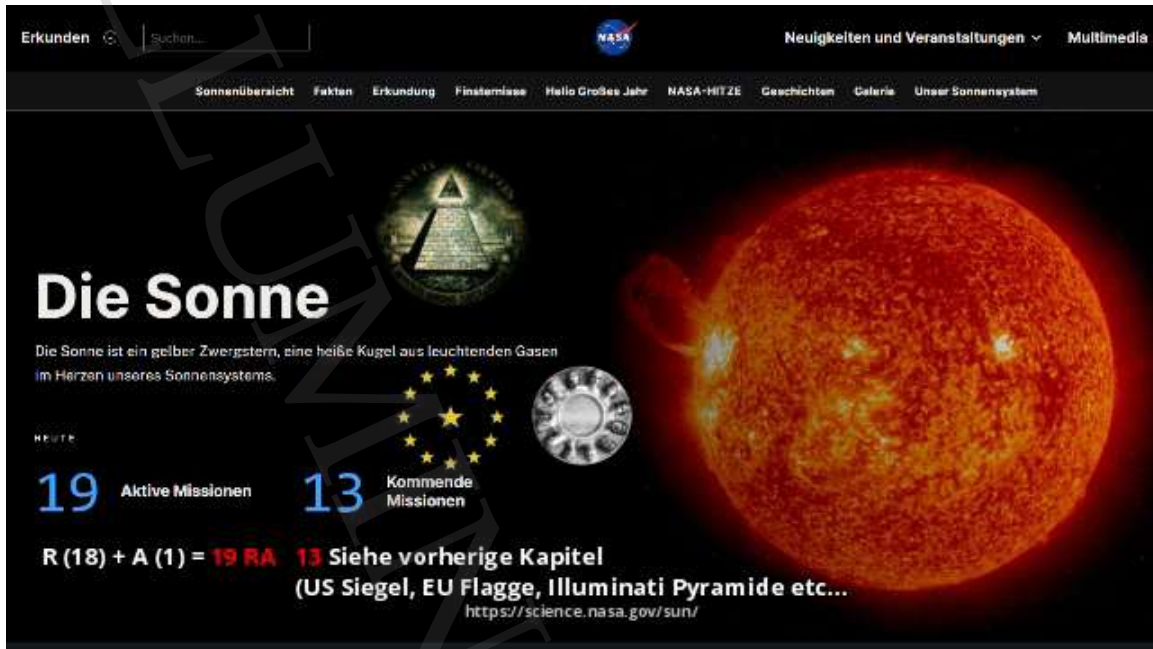 Erkunden
Suchen...
NASA
Neuigkeiten und Veranstaltungen
Multimedia
Sonnenübersicht Fakten Erkundung Finsternisse Helio Großes Jahr NASA-HITZE Geschichten Galerie Unser Sonnensystem
Die Sonne
Die Sonne ist ein gelber Zwergstern, eine heiße Kugel aus leuchtenden Gasen
im Herzen unseres Sonnensystems.
HEUTE
19 Aktive Missionen
13 Kommende
Missionen
R (18) + A (1) = 19 RA
13 Siehe vorherige Kapitel
(US Siegel, EU Flagge, Illuminati Pyramide etc...
https://science.nasa.gov/sun/